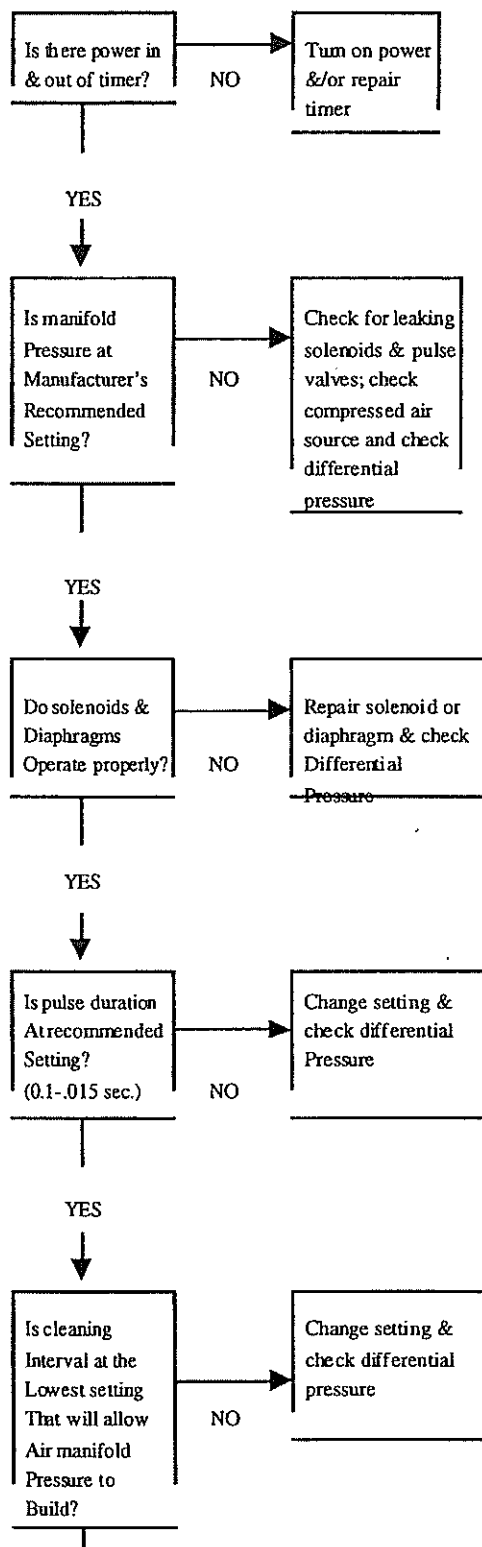 Is there power in
& out of timer?
NO
Turn on power
&/or repair
timer
YES
Is manifold
Pressure at
Manufacturer's
Recommended
Setting?
NO
Check for leaking
solenoids & pulse
valves; check
compressed air
source and check
differential
pressure
YES
Do solenoids &
Diaphragms
Operate properly?
NO
Repair solenoid or
diaphragm & check
Differential
Pressure
YES
Is pulse duration
At recommended
Setting?
(0.1-.015 sec.)
NO
Change setting &
check differential
Pressure
YES
Is cleaning
Interval at the
Lowest setting
That will allow
Air manifold
Pressure to
Build?
NO
Change setting &
check differential
pressure